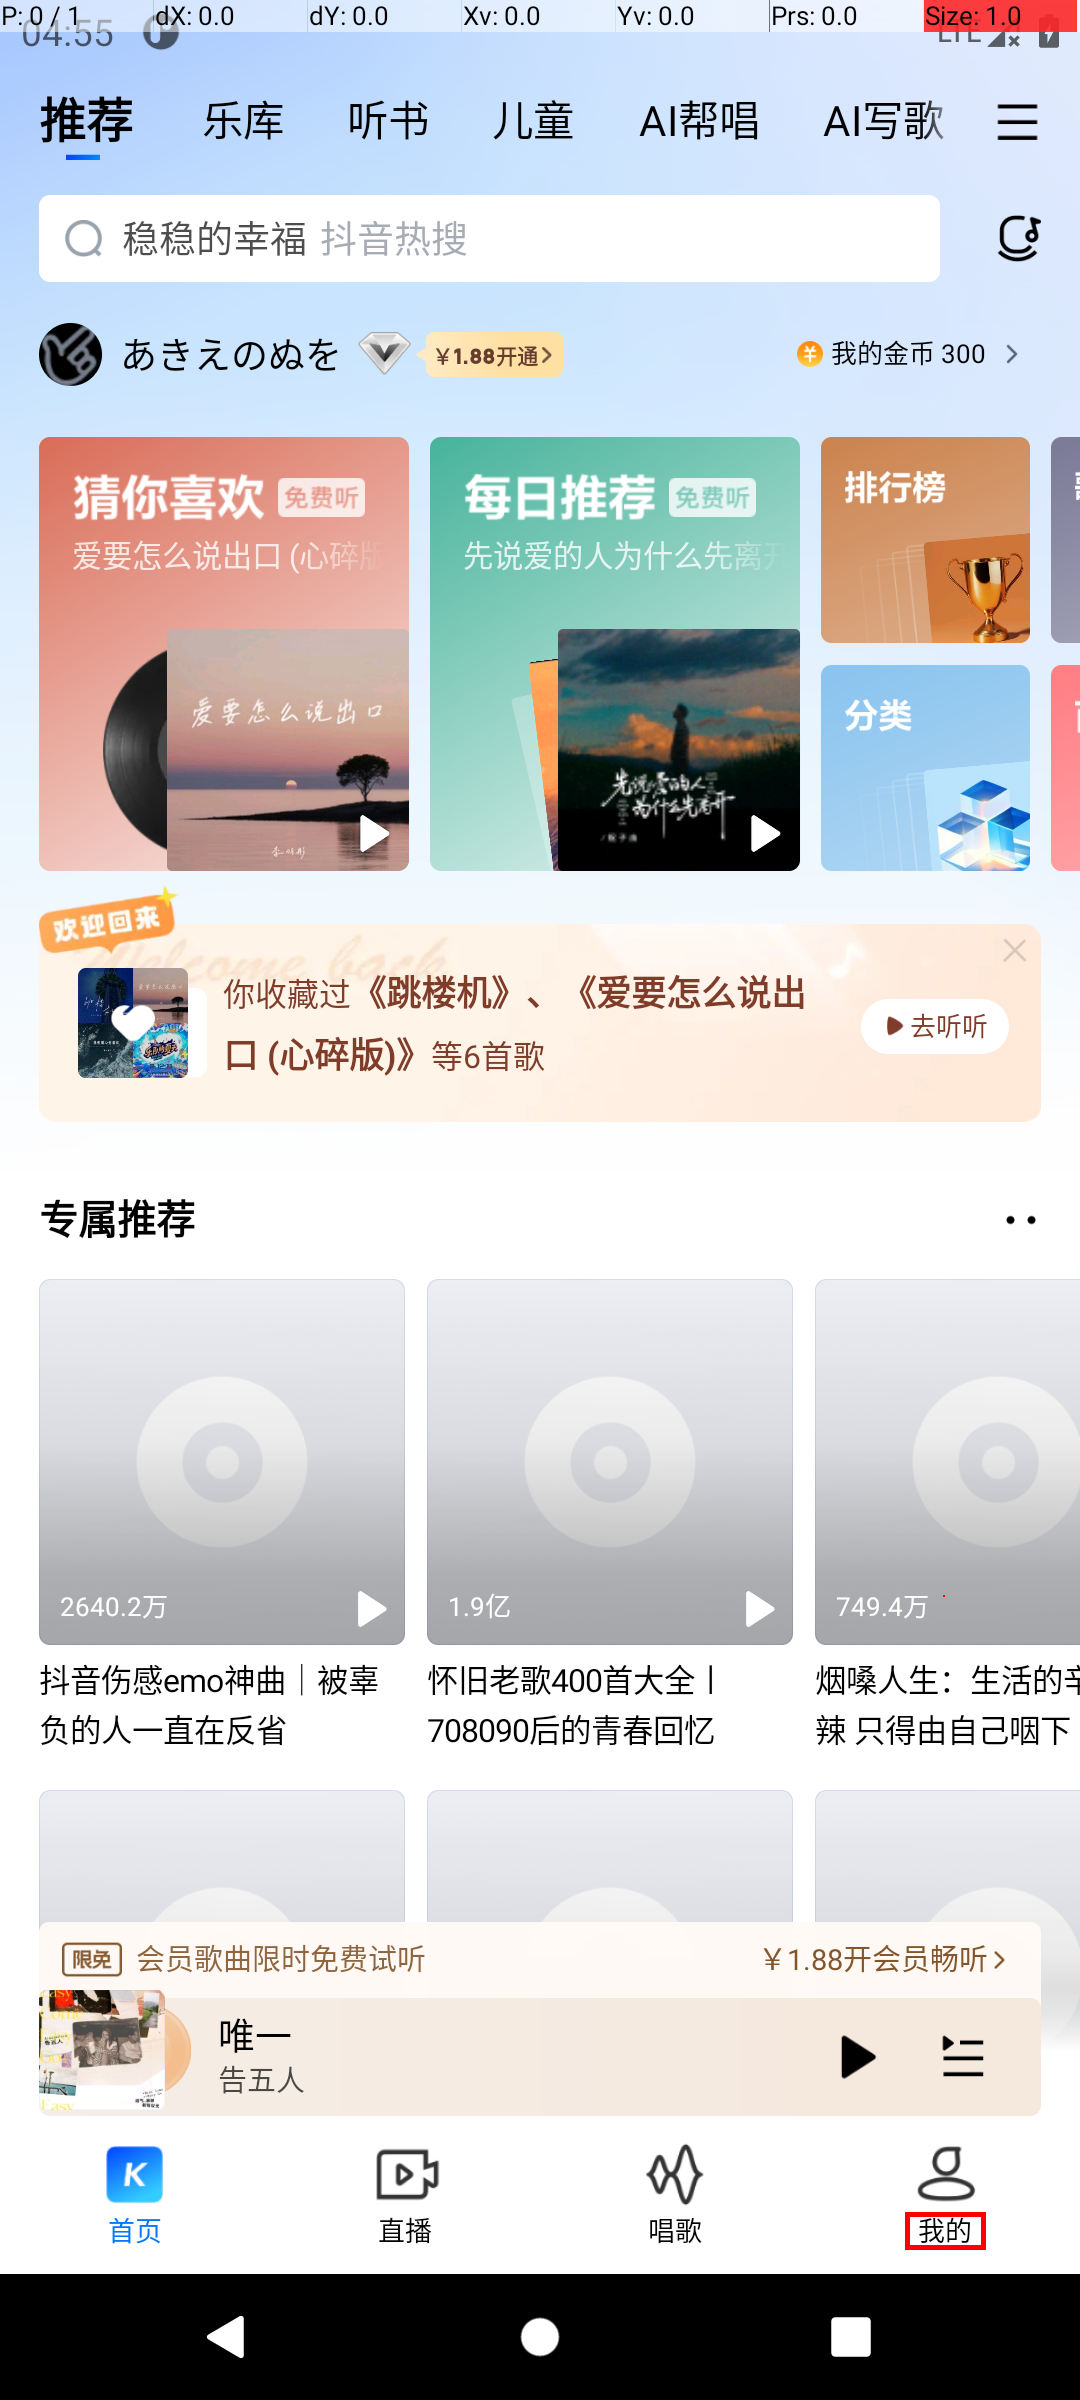 P: 0 / 1
dX: 0.0
dY: 0.0
Xv: 0.0
Yv: 0.0
Prs: 0.0
Size: 1.0
04:55
LTE
推荐
乐库
听书
儿童
AI帮唱
AI写歌
稳稳的幸福 抖音热搜
あきえのぬを
¥1.88开通
我的金币 300
猜你喜欢 免费听
爱要怎么说出口 (心碎版
每日推荐 免费听
先说爱的人为什么先离开
排行榜
分类
爱要怎么说出口
先说爱的人
为什么先离开
欢迎回来
Welcome back
你收藏过《跳楼机》、《爱要怎么说出
口 (心碎版)》等6首歌
去听听
专属推荐
2640.2万
1.9亿
749.4万
抖音伤感emo神曲｜被辜
负的人一直在反省
怀旧老歌400首大全丨
708090后的青春回忆
烟嗓人生：生活的辛
辣 只得由自己咽下
限免 会员歌曲限时免费试听
¥1.88开会员畅听
唯一
告五人
首页
直播
唱歌
我的